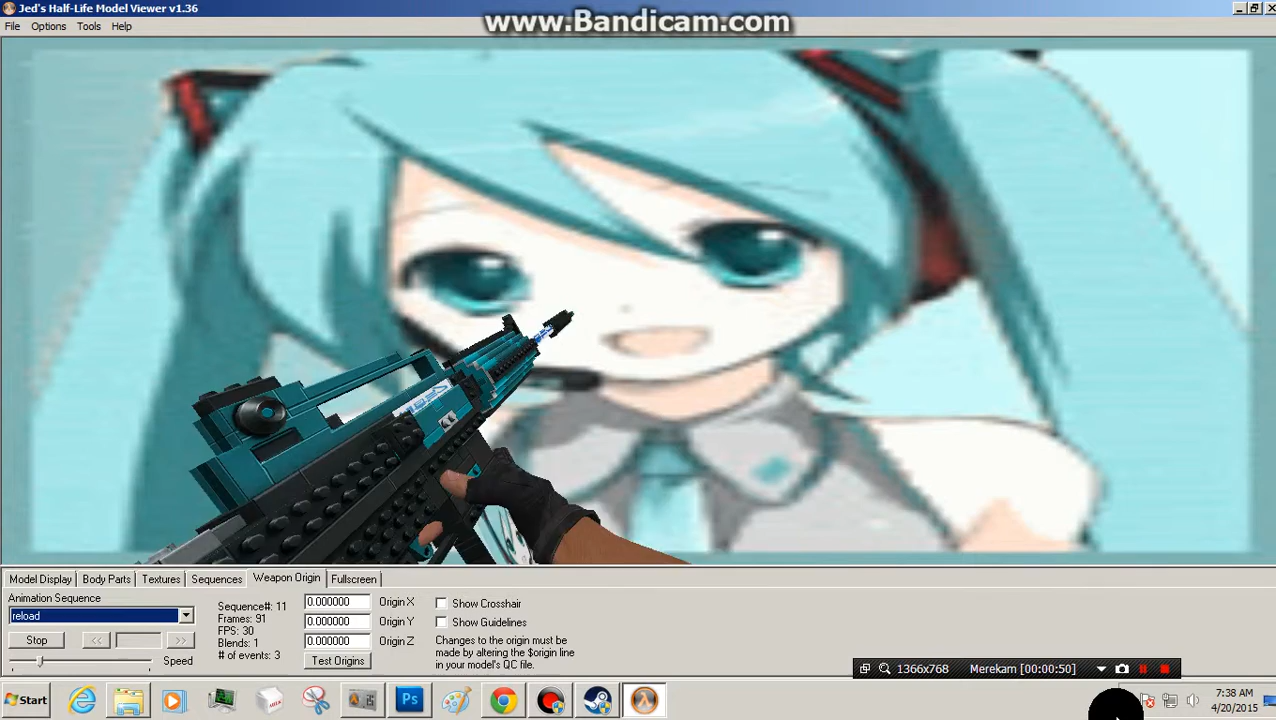 Jed's Half-Life Model Viewer v1.36
www.Bandicam.com
File Options Tools Help
Model Display Body Parts Textures Sequences Weapon Origin Fullscreen
Animation Sequence
reload
Stop << >>
Speed
Sequence#: 11
Frames: 91
FPS: 30
Blends: 1
# of events: 3
0.000000 Origin X
0.000000 Origin Y
0.000000 Origin Z
Test Origins
Show Crosshair
Show Guidelines
Changes to the origin must be
made by altering the $origin line
in your model's QC file.
1366x768 Merekam [00:00:50]
Start
Ps
7:38 AM
4/20/2015